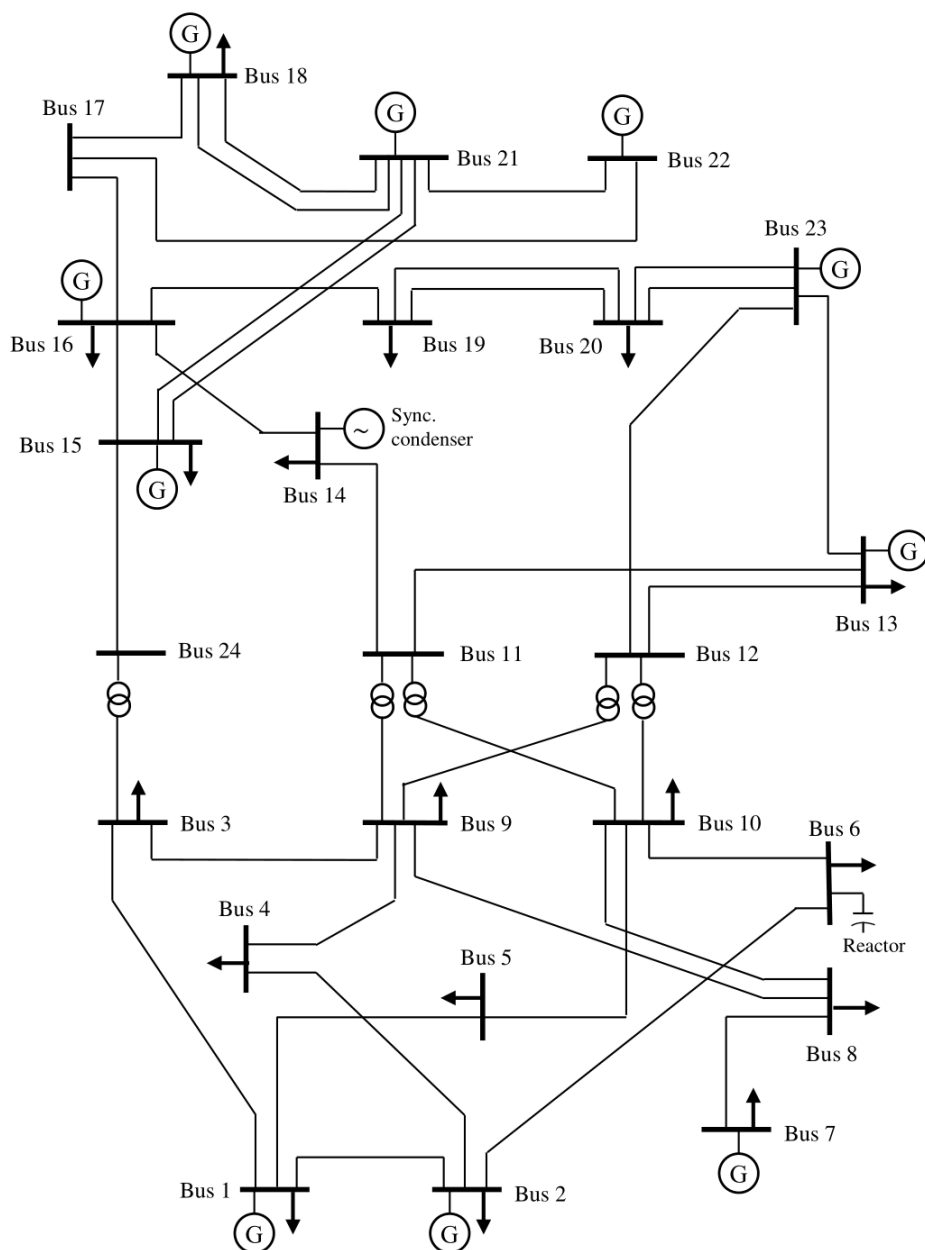 G
Bus 18
Bus 17
G
Bus 21
G
Bus 22
Bus 23
G
G
Bus 16
Bus 19
Bus 20
Sync.
condenser
~
Bus 15
G
Bus 14
G
Bus 13
Bus 24
Bus 11
Bus 12
Bus 3
Bus 9
Bus 10
Bus 6
Reactor
Bus 4
Bus 5
Bus 8
Bus 7
G
Bus 1
G
Bus 2
G